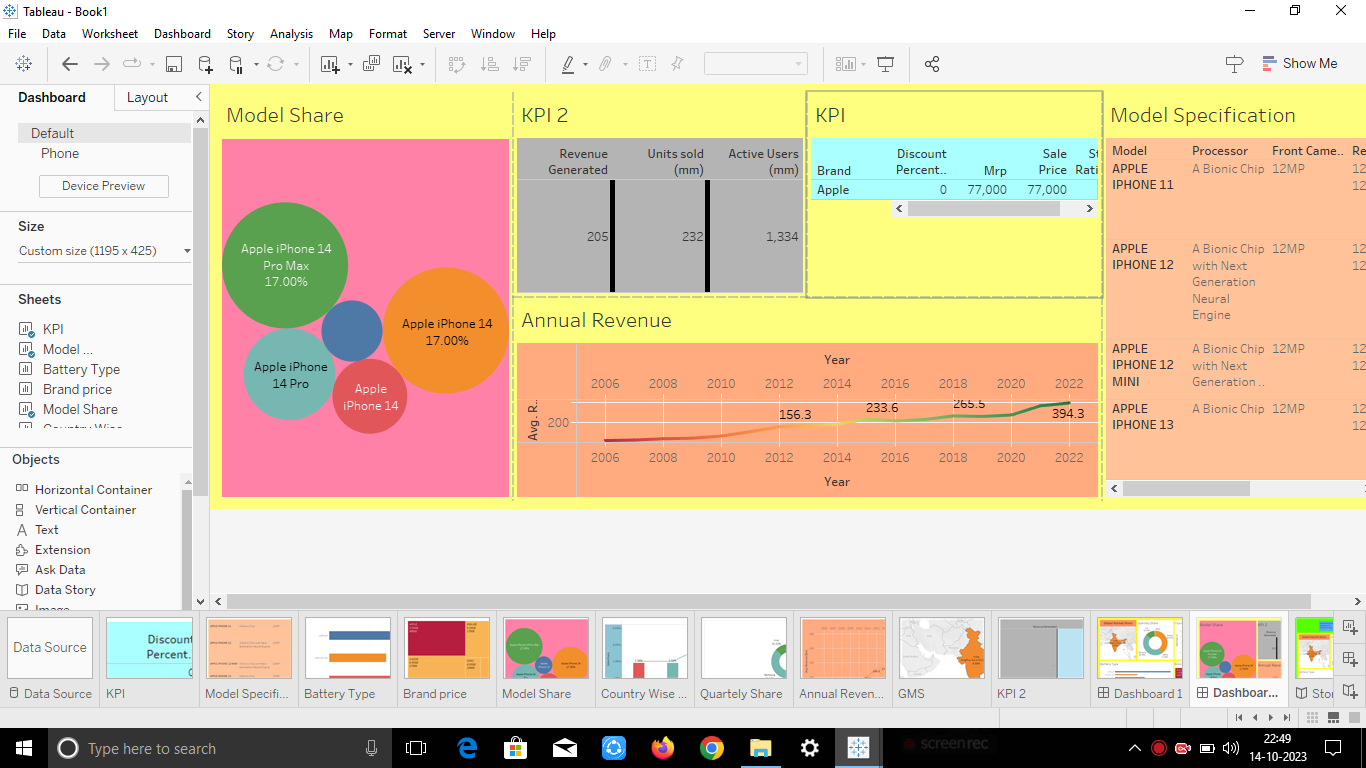 Tableau - Book1
File Data Worksheet Dashboard Story Analysis Map Format Server Window Help
Show Me
Dashboard Layout
Default
Phone
Device Preview
Size
Custom size (1195 x 425)
Sheets
KPI
Model ...
Battery Type
Brand price
Model Share
Country Wise
Objects
Horizontal Container
Vertical Container
Text
Extension
Ask Data
Data Story
Image
Model Share
Apple iPhone 14
Pro Max
17.00%
Apple iPhone 14
17.00%
Apple iPhone
14 Pro
Apple
iPhone 14
KPI 2
Revenue Units sold Active Users
Generated (mm) (mm)
205 232 1,334
KPI
Discount Sale St
Brand Percent.. Mrp Price Rati
Apple 0 77,000 77,000
Annual Revenue
Year
2006 2008 2010 2012 2014 2016 2018 2020 2022
Avg. R..
200
156.3 233.6 265.5 394.3
2006 2008 2010 2012 2014 2016 2018 2020 2022
Year
Model Specification
Model Processor Front Came.. Re
APPLE A Bionic Chip 12MP 12
IPHONE 11 12
APPLE A Bionic Chip 12MP 12
IPHONE 12 with Next 12
Generation
Neural
Engine
APPLE A Bionic Chip 12MP 12
IPHONE 12 with Next 12
MINI Generation ..
APPLE A Bionic Chip 12MP 12
IPHONE 13 12
Data Source
Discount
Percent..
Data Source KPI Model Specifi... Battery Type Brand price Model Share Country Wise ... Quartely Share Annual Reven... GMS KPI 2 Dashboard 1 Dashboar... Stor
Type here to search
screenrec
22:49
14-10-2023